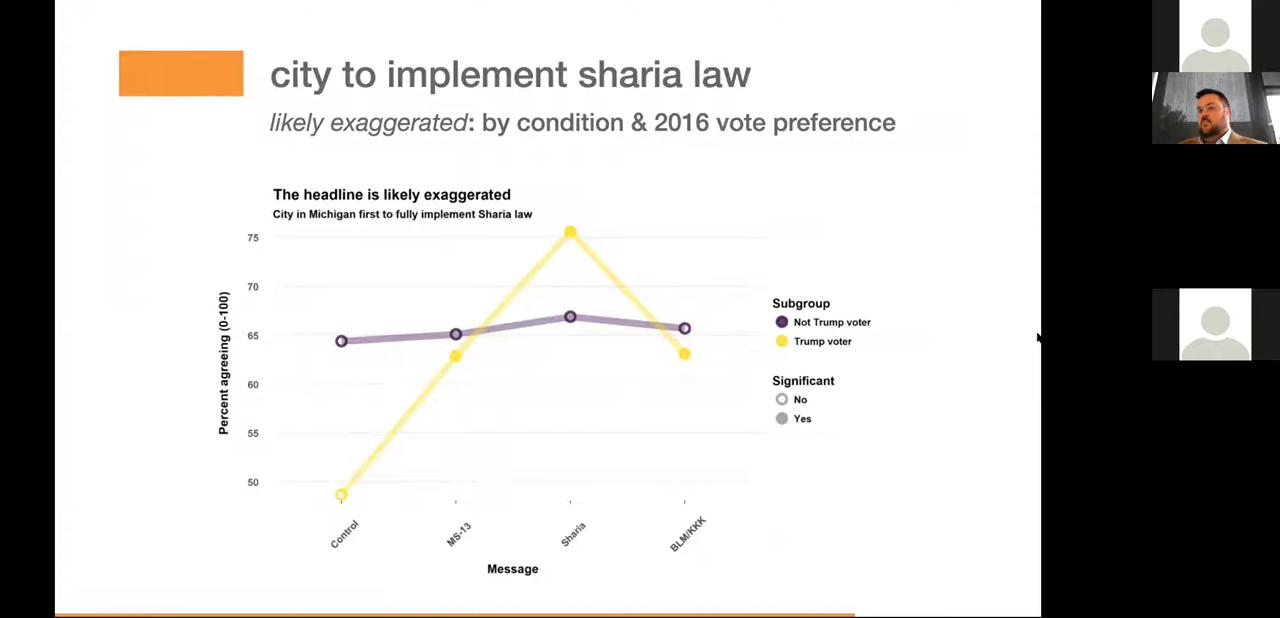 city to implement sharia law
likely exaggerated: by condition & 2016 vote preference
The headline is likely exaggerated
City in Michigan first to fully implement Sharia law
75
70
65
60
55
50
Percent agreeing (0-100)
Control
MS-13
Sharia
BLM/KKK
Message
Subgroup
Not Trump voter
Trump voter
Significant
No
Yes